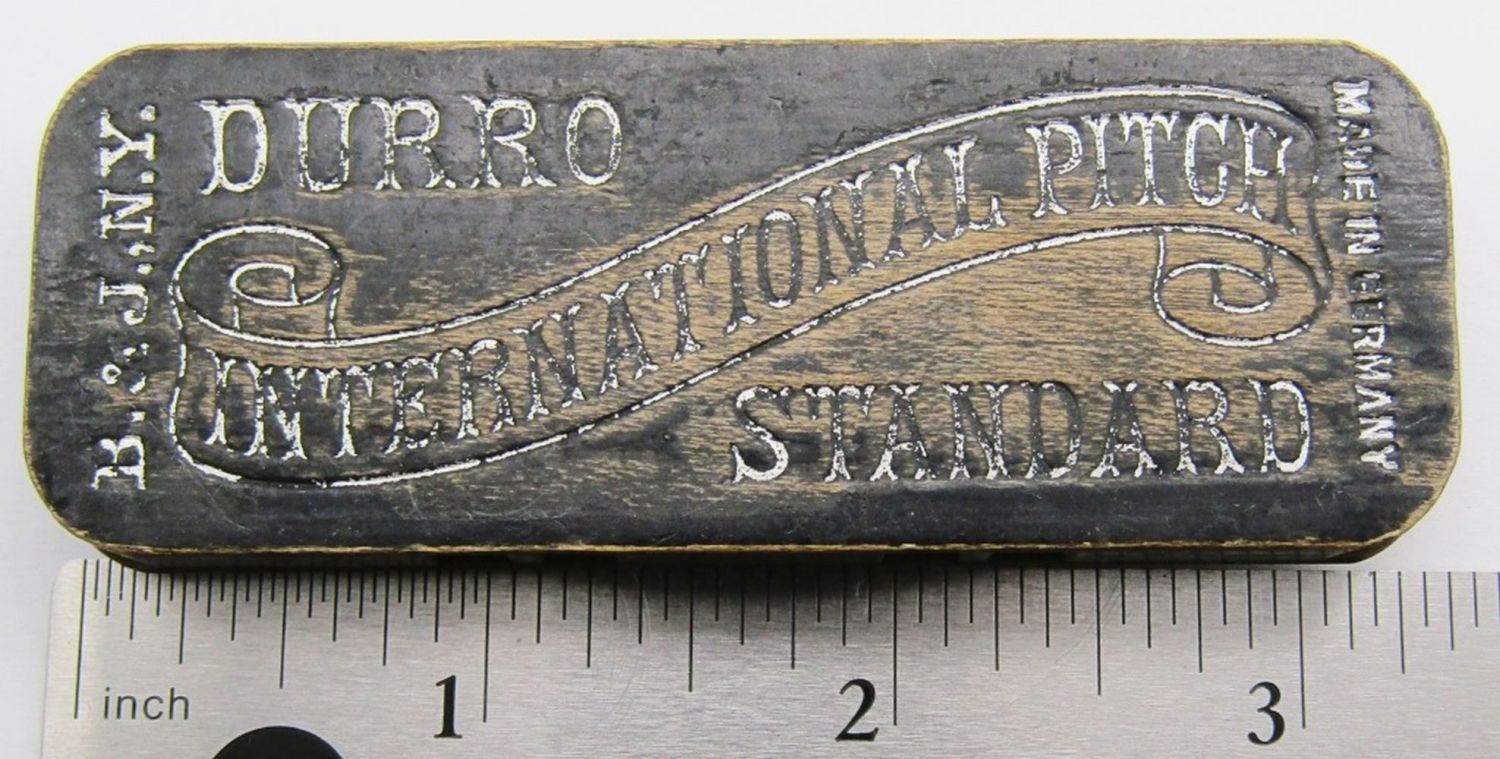 B. & J., N.Y.
DURRO
INTERNATIONAL PITCH
STANDARD
MADE IN GERMANY
inch
1 2 3